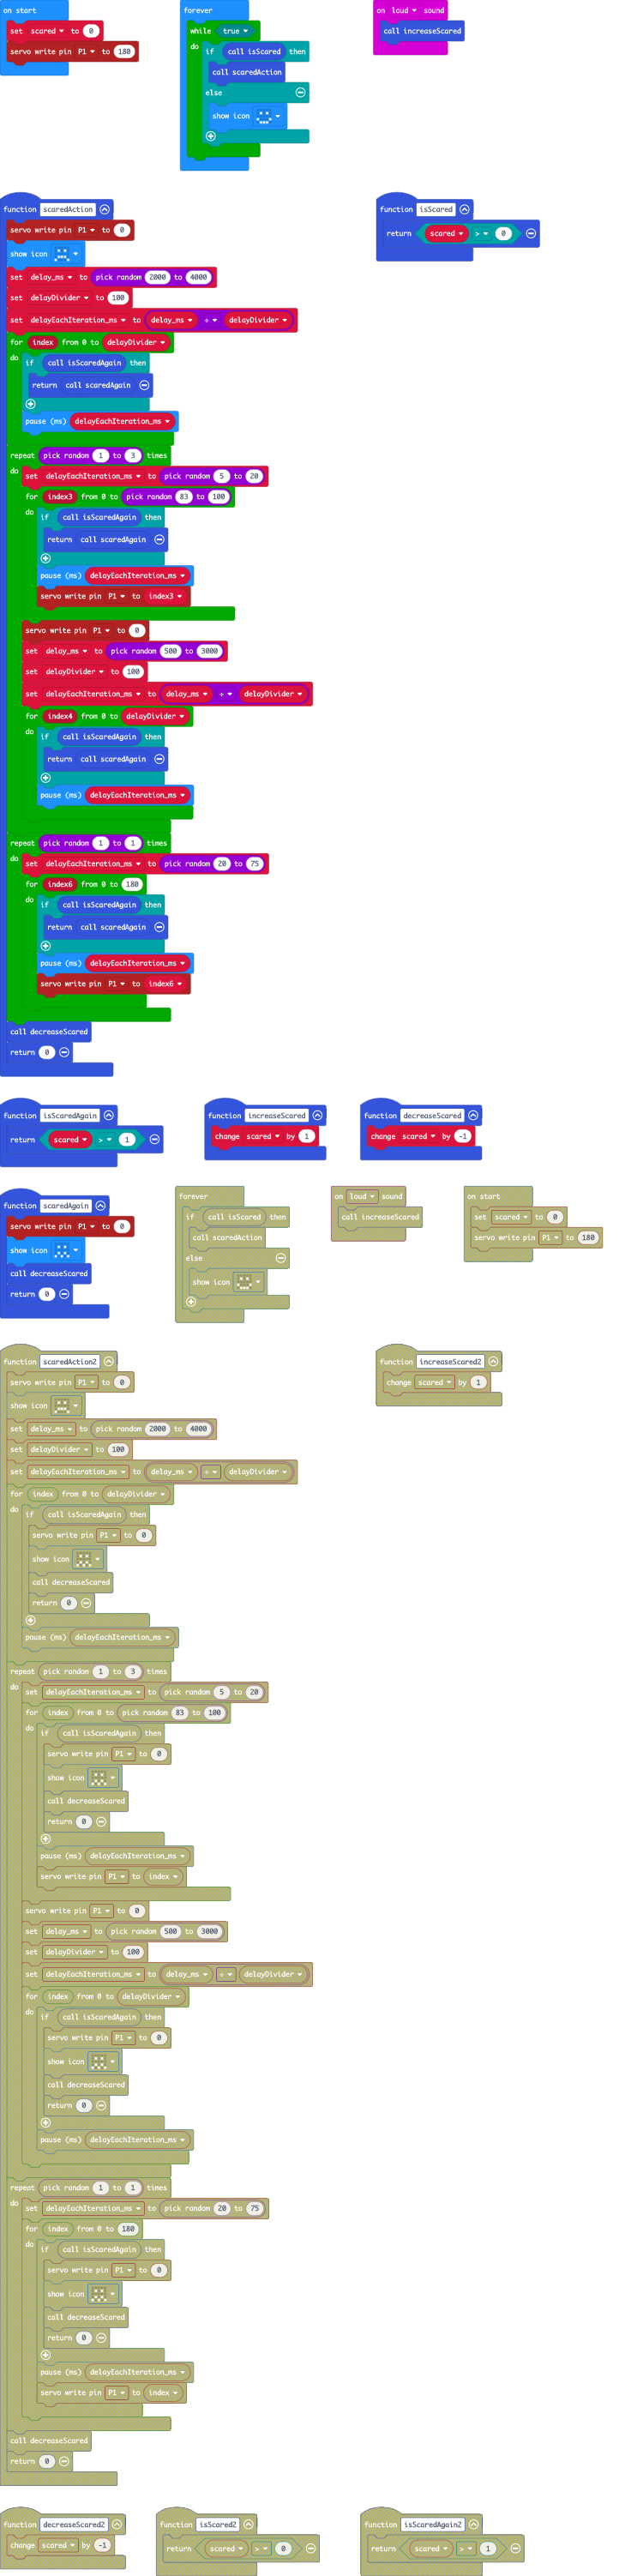 on start
set scared to 0
servo write pin P1 to 180
forever
while true
do if call isScared then
call scaredAction
else
show icon
on loud sound
call increaseScared
function scaredAction
servo write pin P1 to 0
show icon
set delay_ms to pick random 2000 to 4000
set delayDivider to 100
set delayEachIteration_ms to delay_ms ÷ delayDivider
for index from 0 to delayDivider
do if call isScaredAgain then
return call scaredAgain
pause (ms) delayEachIteration_ms
repeat pick random 1 to 3 times
do set delayEachIteration_ms to pick random 5 to 20
for index3 from 0 to pick random 83 to 100
do if call isScaredAgain then
return call scaredAgain
pause (ms) delayEachIteration_ms
servo write pin P1 to index3
servo write pin P1 to 0
set delay_ms to pick random 500 to 3000
set delayDivider to 100
set delayEachIteration_ms to delay_ms ÷ delayDivider
for index4 from 0 to delayDivider
do if call isScaredAgain then
return call scaredAgain
pause (ms) delayEachIteration_ms
repeat pick random 1 to 1 times
do set delayEachIteration_ms to pick random 20 to 75
for index6 from 0 to 180
do if call isScaredAgain then
return call scaredAgain
pause (ms) delayEachIteration_ms
servo write pin P1 to index6
call decreaseScared
return 0
function isScared
return scared > 0
function isScaredAgain
return scared > 1
function increaseScared
change scared by 1
function decreaseScared
change scared by -1
function scaredAgain
servo write pin P1 to 0
show icon
call decreaseScared
return 0
forever
if call isScared then
call scaredAction
else
show icon
on loud sound
call increaseScared
on start
set scared to 0
servo write pin P1 to 180
function scaredAction2
servo write pin P1 to 0
show icon
set delay_ms to pick random 2000 to 4000
set delayDivider to 100
set delayEachIteration_ms to delay_ms ÷ delayDivider
for index from 0 to delayDivider
do if call isScaredAgain then
servo write pin P1 to 0
show icon
call decreaseScared
return 0
pause (ms) delayEachIteration_ms
repeat pick random 1 to 3 times
do set delayEachIteration_ms to pick random 5 to 20
for index from 0 to pick random 83 to 100
do if call isScaredAgain then
servo write pin P1 to 0
show icon
call decreaseScared
return 0
pause (ms) delayEachIteration_ms
servo write pin P1 to index
servo write pin P1 to 0
set delay_ms to pick random 500 to 3000
set delayDivider to 100
set delayEachIteration_ms to delay_ms ÷ delayDivider
for index from 0 to delayDivider
do if call isScaredAgain then
servo write pin P1 to 0
show icon
call decreaseScared
return 0
pause (ms) delayEachIteration_ms
repeat pick random 1 to 1 times
do set delayEachIteration_ms to pick random 20 to 75
for index from 0 to 180
do if call isScaredAgain then
servo write pin P1 to 0
show icon
call decreaseScared
return 0
pause (ms) delayEachIteration_ms
servo write pin P1 to index
call decreaseScared
return 0
function increaseScared2
change scared by 1
function decreaseScared2
change scared by -1
function isScared2
return scared > 0
function isScaredAgain2
return scared > 1